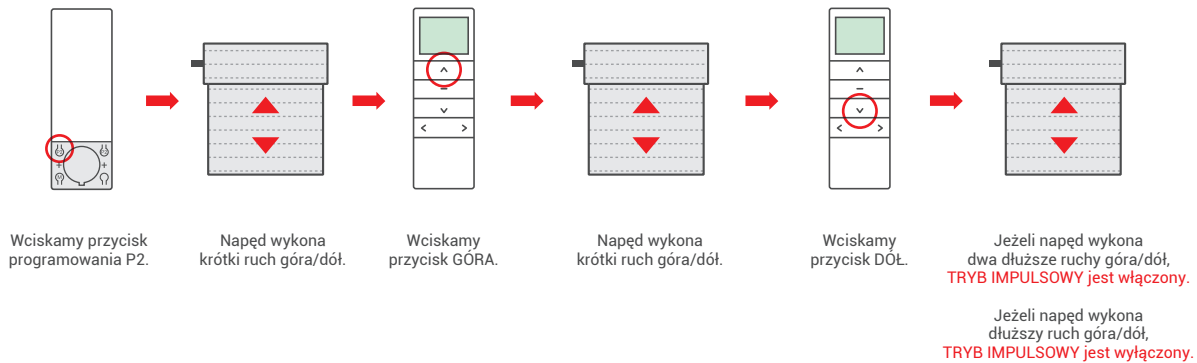 Wciskamy przycisk
programowania P2.
Napęd wykona
krótki ruch góra/dół.
Wciskamy
przycisk GÓRA.
Napęd wykona
krótki ruch góra/dół.
Wciskamy
przycisk DÓŁ.
Jeżeli napęd wykona
dwa dłuższe ruchy góra/dół,
TRYB IMPULSOWY jest włączony.
Jeżeli napęd wykona
dłuższy ruch góra/dół,
TRYB IMPULSOWY jest wyłączony.